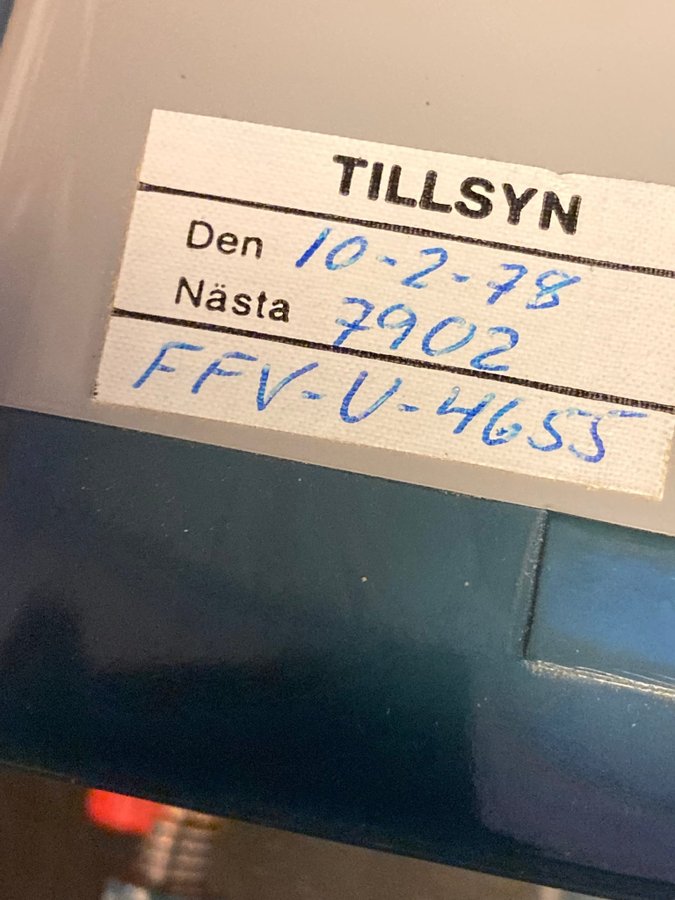 TILLSYN
Den 10-2-78
Nästa 7902
FFV-U-4655